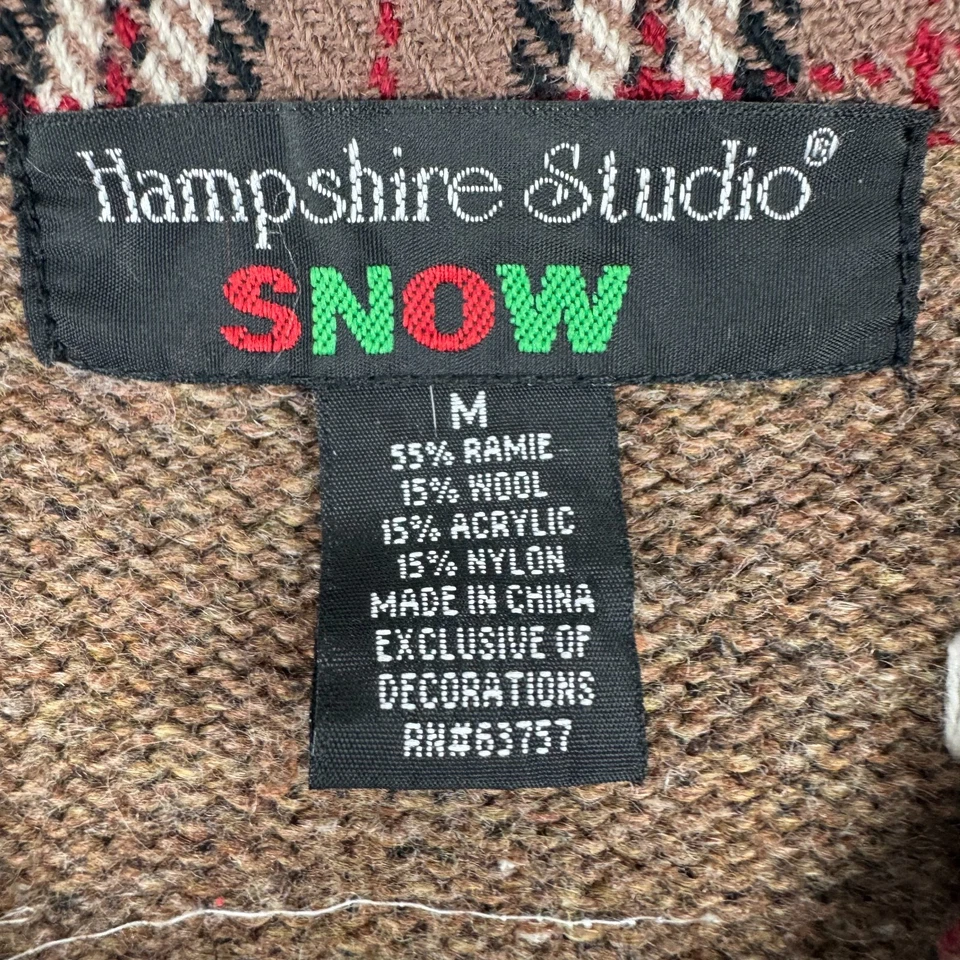 Hampshire Studio®
SNOW
M
55% RAMIE
15% WOOL
15% ACRYLIC
15% NYLON
MADE IN CHINA
EXCLUSIVE OF
DECORATIONS
RN#63757